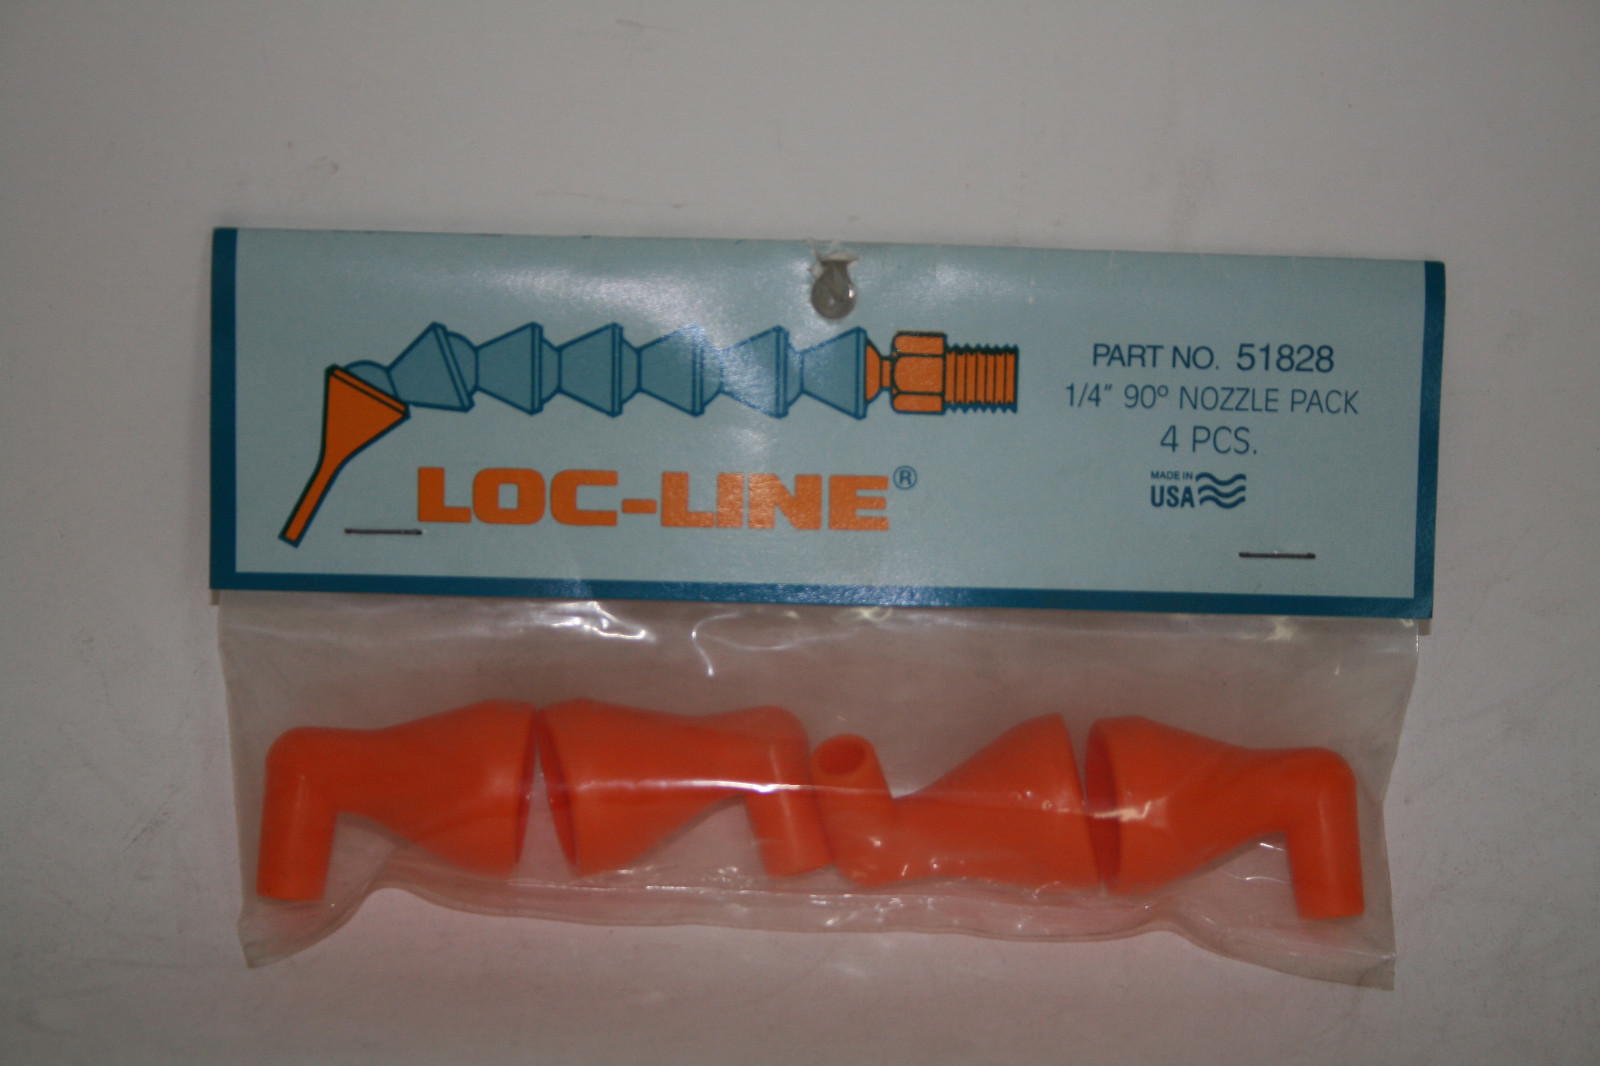 PART NO. 51828
1/4" 90° NOZZLE PACK
4 PCS.
MADE IN
USA
LOC-LINE®